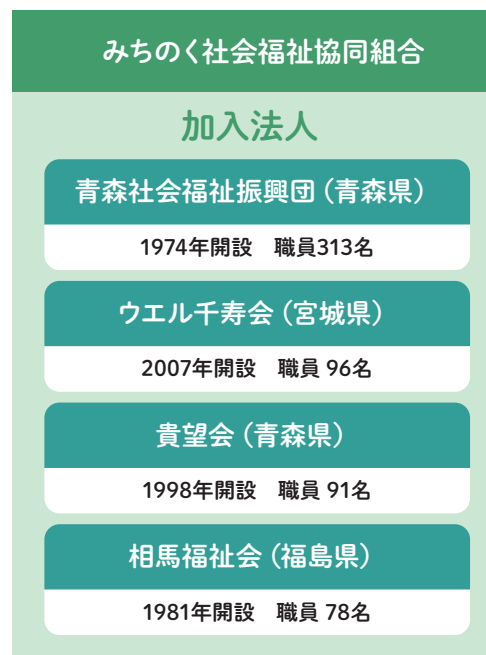 みちのく社会福祉協同組合
加入法人
青森社会福祉振興団（青森県）
1974年開設　職員313名
ウエル千寿会（宮城県）
2007年開設　職員 96名
貴望会（青森県）
1998年開設　職員 91名
相馬福祉会（福島県）
1981年開設　職員 78名